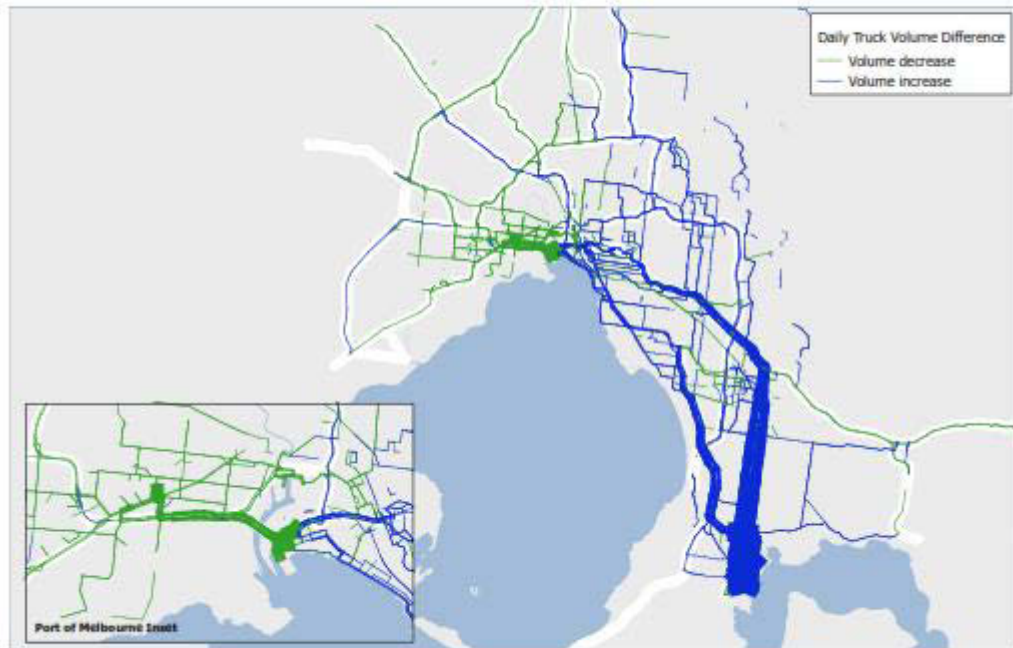 Daily Truck Volume Difference
Volume decrease
Volume increase
Port of Melbourne Inset